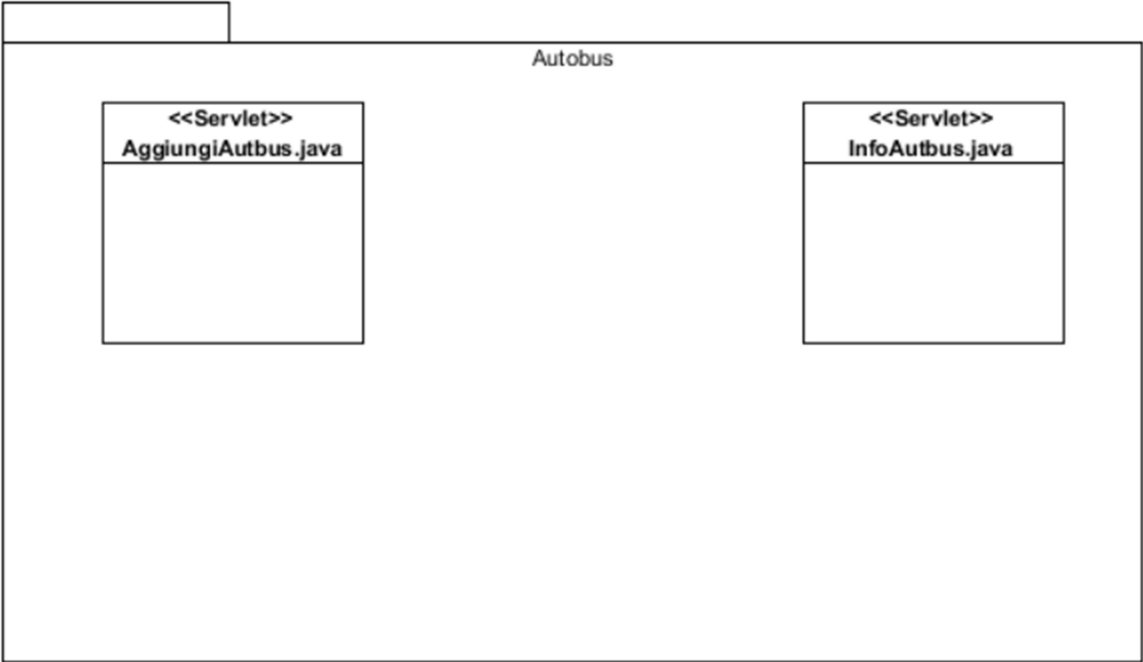 Autobus
<<Servlet>>
AggiungiAutbus.java
<<Servlet>>
InfoAutbus.java